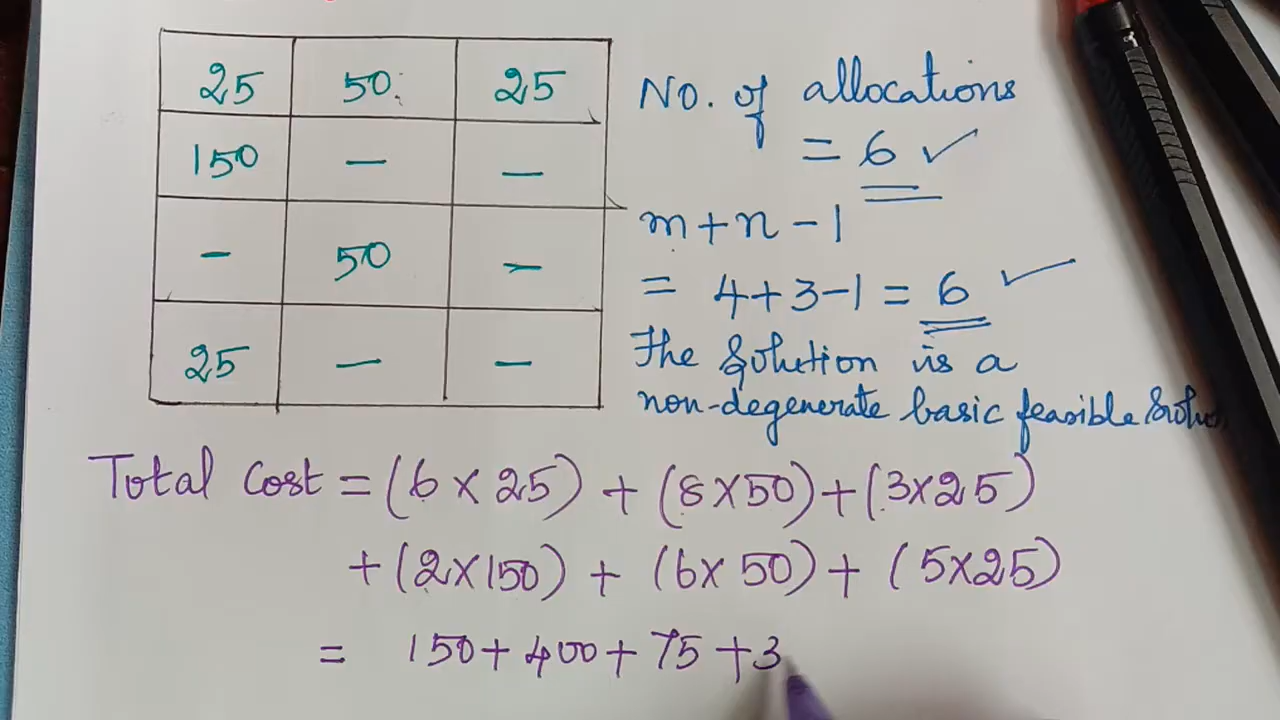 25 50 25
150 — —
— 50 —
25 — —
No. of allocations
= 6 ✓
m+n-1
= 4+3-1 = 6 ✓
The Solution is a
non-degenerate basic feasible
Total Cost = (6 × 25) + (8×50)+(3×25)
+(2×150) + (6× 50) + (5×25)
= 150+400+75+3